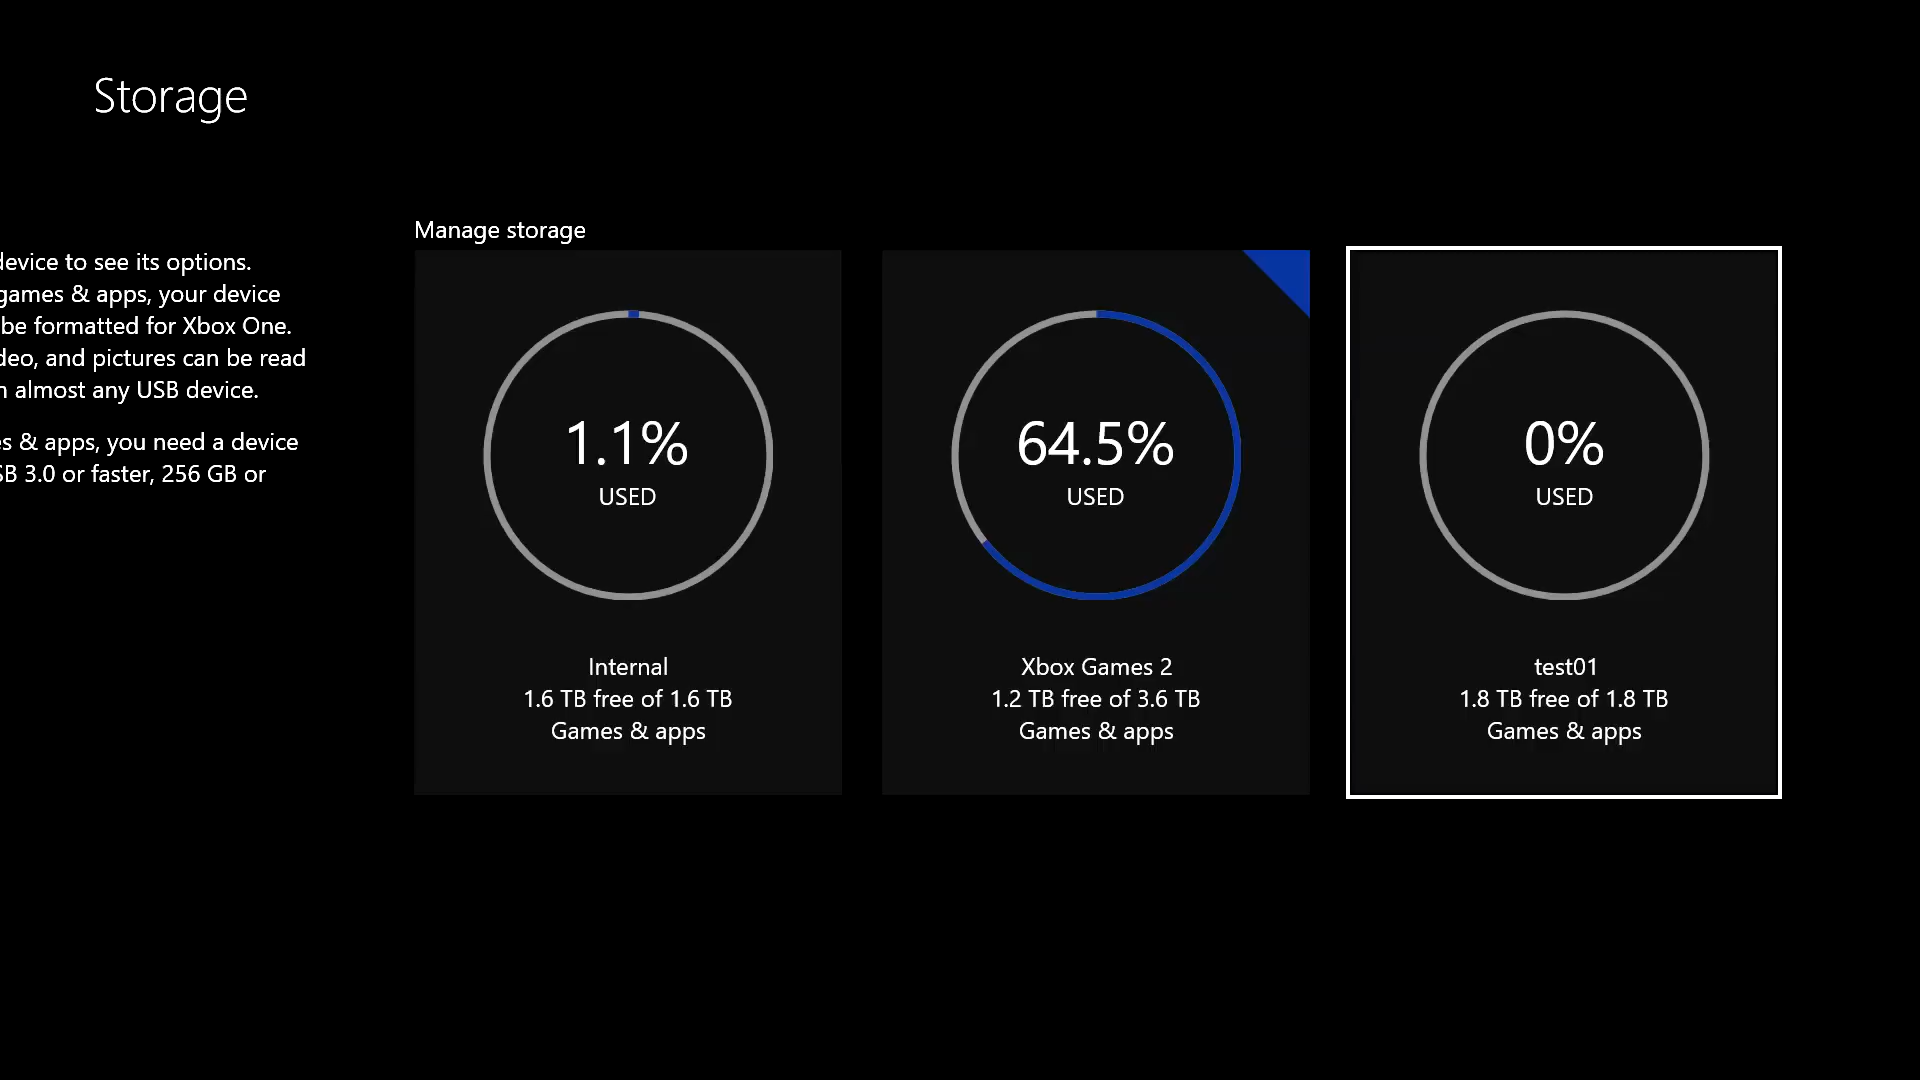 Storage
device to see its options.
games & apps, your device
be formatted for Xbox One.
and pictures can be read
almost any USB device.
& apps, you need a device
3.0 or faster, 256 GB or
Manage storage
1.1%
USED
Internal
1.6 TB free of 1.6 TB
Games & apps
64.5%
USED
Xbox Games 2
1.2 TB free of 3.6 TB
Games & apps
0%
USED
test01
1.8 TB free of 1.8 TB
Games & apps